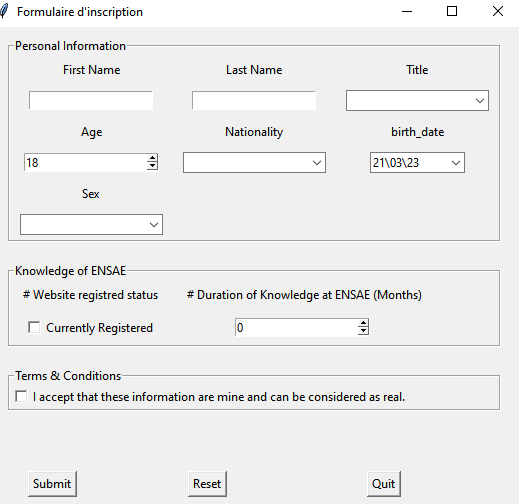 Formulaire d'inscription
Personal Information
First Name Last Name Title
Age Nationality birth_date
18 21\03\23
Sex
Knowledge of ENSAE
# Website registred status # Duration of Knowledge at ENSAE (Months)
Currently Registered 0
Terms & Conditions
I accept that these information are mine and can be considered as real.
Submit Reset Quit